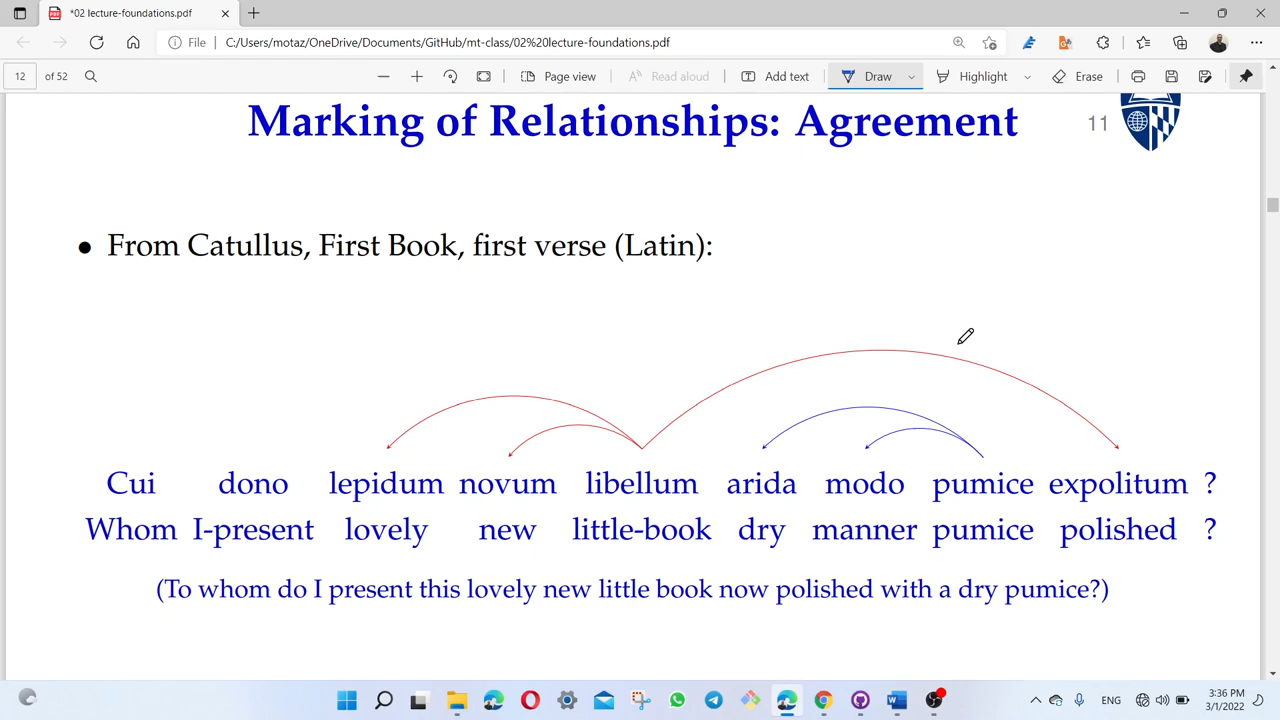 *02 lecture-foundations.pdf
File C:/Users/motaz/OneDrive/Documents/GitHub/mt-class/02%20lecture-foundations.pdf
12 of 52 Page view Read aloud Add text Draw Highlight Erase
Marking of Relationships: Agreement 11
• From Catullus, First Book, first verse (Latin):
Cui dono lepidum novum libellum arida modo pumice expolitum ?
Whom I-present lovely new little-book dry manner pumice polished ?
(To whom do I present this lovely new little book now polished with a dry pumice?)
ENG 3:36 PM
3/1/2022